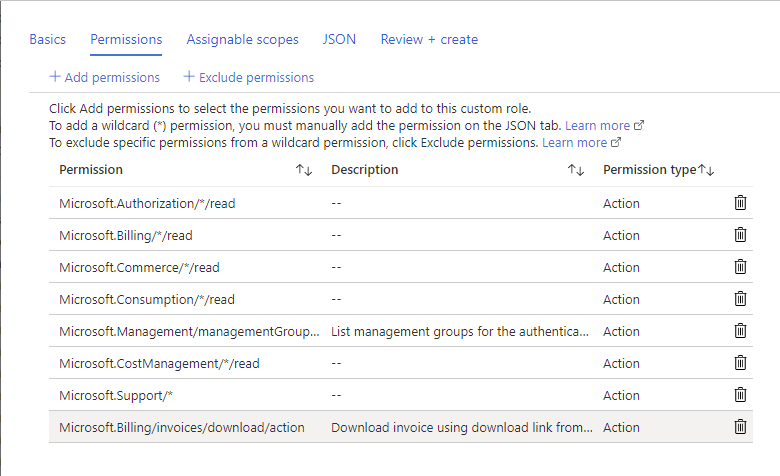 Basics Permissions Assignable scopes JSON Review + create
+ Add permissions + Exclude permissions
Click Add permissions to select the permissions you want to add to this custom role.
To add a wildcard (*) permission, you must manually add the permission on the JSON tab. Learn more
To exclude specific permissions from a wildcard permission, click Exclude permissions. Learn more
Permission ↑↓ Description ↑↓ Permission type ↑↓
Microsoft.Authorization/*/read -- Action
Microsoft.Billing/*/read -- Action
Microsoft.Commerce/*/read -- Action
Microsoft.Consumption/*/read -- Action
Microsoft.Management/managementGroup... List management groups for the authentica... Action
Microsoft.CostManagement/*/read -- Action
Microsoft.Support/* -- Action
Microsoft.Billing/invoices/download/action Download invoice using download link from... Action